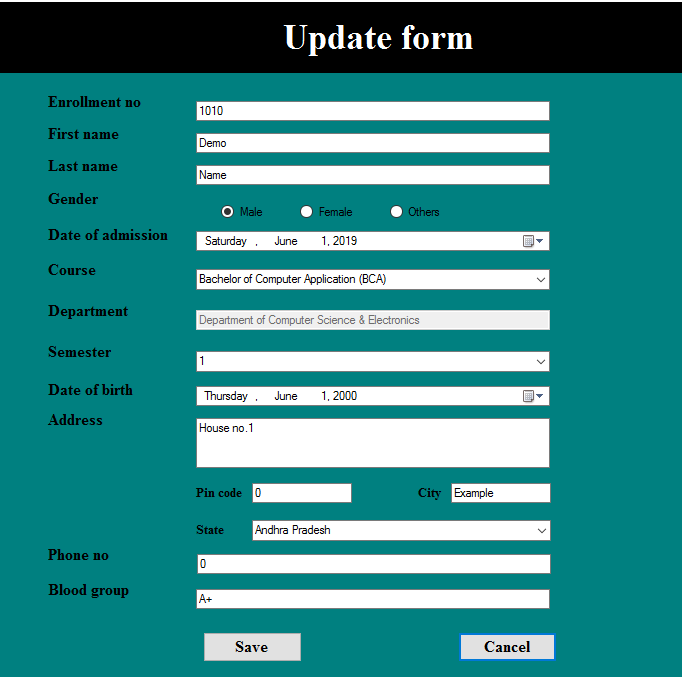 Update form
Enrollment no
1010
First name
Demo
Last name
Name
Gender
Male Female Others
Date of admission
Saturday , June 1, 2019
Course
Bachelor of Computer Application (BCA)
Department
Department of Computer Science & Electronics
Semester
1
Date of birth
Thursday , June 1, 2000
Address
House no.1
Pin code 0 City Example
State Andhra Pradesh
Phone no
0
Blood group
A+
Save Cancel